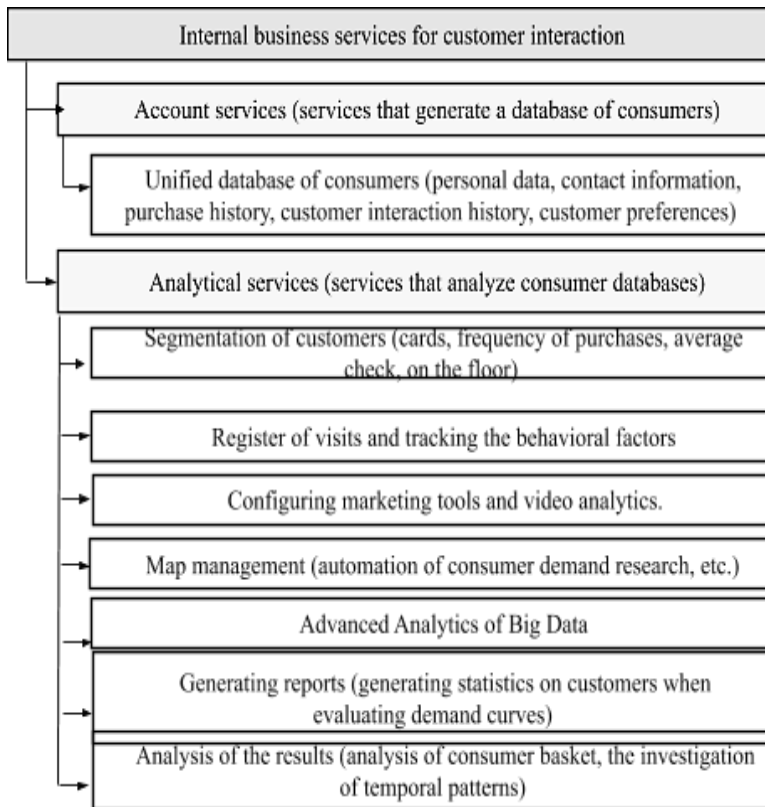 Internal business services for customer interaction
Account services (services that generate a database of consumers)
Unified database of consumers (personal data, contact information,
purchase history, customer interaction history, customer preferences)
Analytical services (services that analyze consumer databases)
Segmentation of customers (cards, frequency of purchases, average
check, on the floor)
Register of visits and tracking the behavioral factors
Configuring marketing tools and video analytics.
Map management (automation of consumer demand research, etc.)
Advanced Analytics of Big Data
Generating reports (generating statistics on customers when
evaluating demand curves)
Analysis of the results (analysis of consumer basket, the investigation
of temporal patterns)